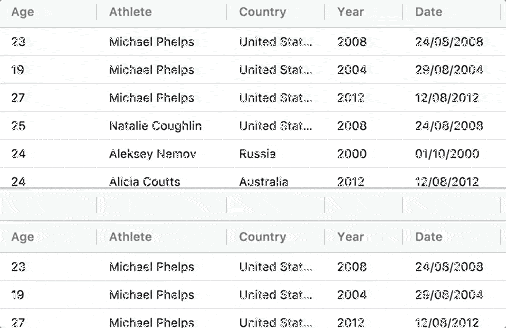 Age Athlete Country Year Date
23 Michael Phelps United Stat... 2008 24/08/2008
19 Michael Phelps United Stat... 2004 29/08/2004
27 Michael Phelps United Stat... 2012 12/08/2012
25 Natalie Coughlin United Stat... 2008 24/08/2008
24 Aleksey Nemov Russia 2000 01/10/2000
24 Alicia Coutts Australia 2012 12/08/2012
Age Athlete Country Year Date
23 Michael Phelps United Stat... 2008 24/08/2008
19 Michael Phelps United Stat... 2004 29/08/2004
27 Michael Phelps United Stat... 2012 12/08/2012